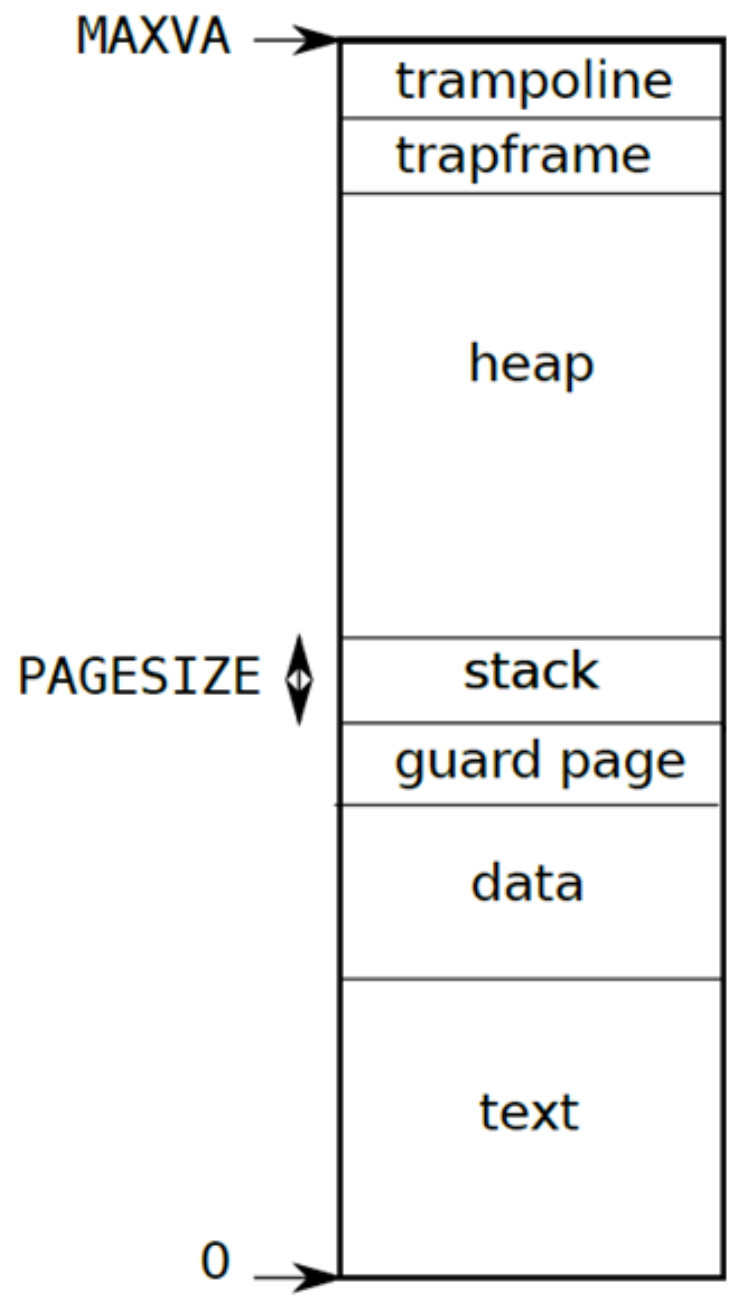 MAXVA
trampoline
trapframe
heap
PAGESIZE
stack
guard page
data
text
0